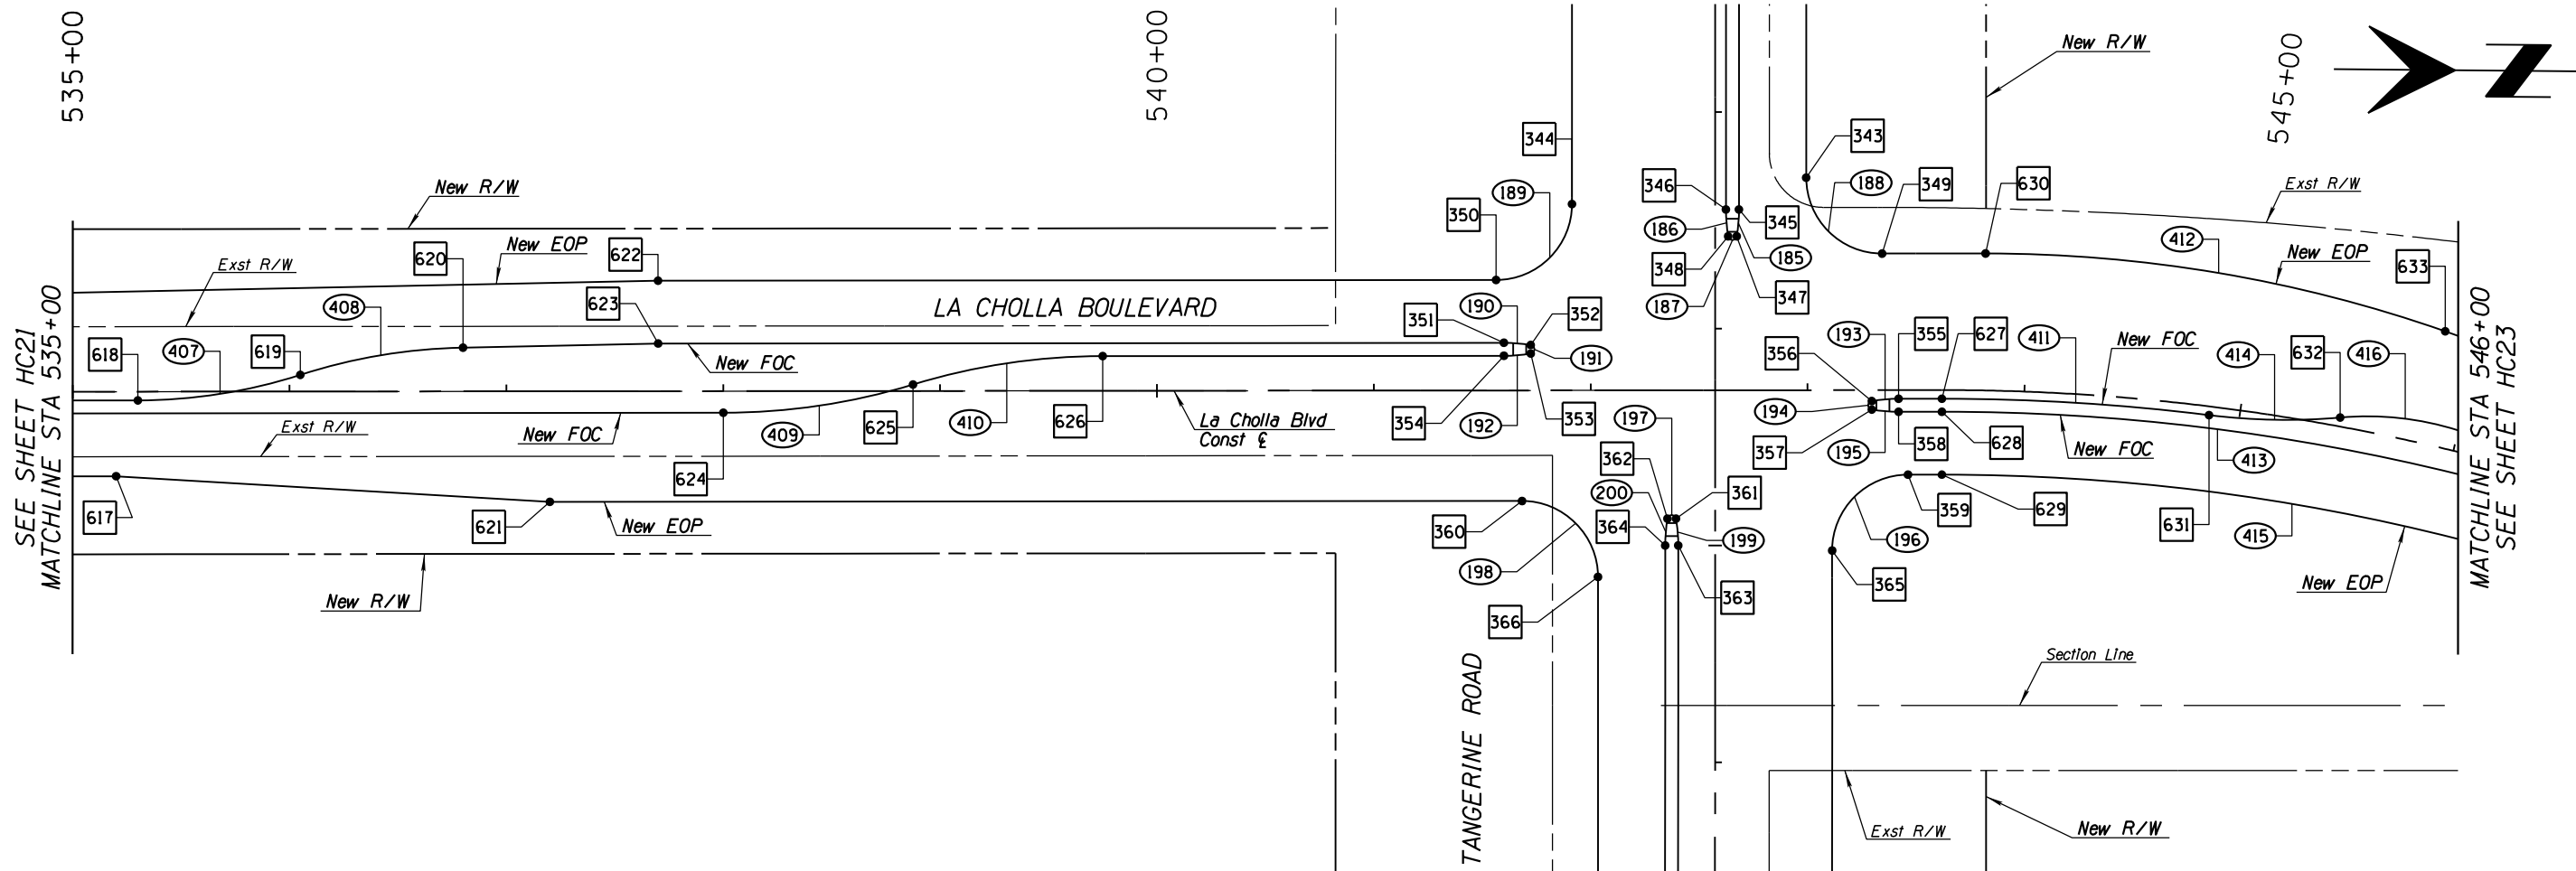 535+00
540+00
545+00
New R/W
344
343
346
345
349
630
189
350
186
188
348
185
187
347
New R/W
Exst R/W
412
New EOP
633
New R/W
Exst R/W
620
New EOP
622
408
623
LA CHOLLA BOULEVARD
190
351
352
191
618
407
619
New FOC
193
355
627
411
New FOC
356
414
632
416
SEE SHEET HC21
MATCHLINE STA 535+00
MATCHLINE STA 546+00
SEE SHEET HC23
Exst R/W
New FOC
409
625
410
626
La Cholla Blvd
Const ℄
354
192
353
197
194
357
195
358
628
New FOC
413
624
617
621
New EOP
360
362
361
200
364
199
359
629
196
631
415
198
363
365
New EOP
New R/W
366
TANGERINE ROAD
Section Line
Exst R/W
New R/W
N